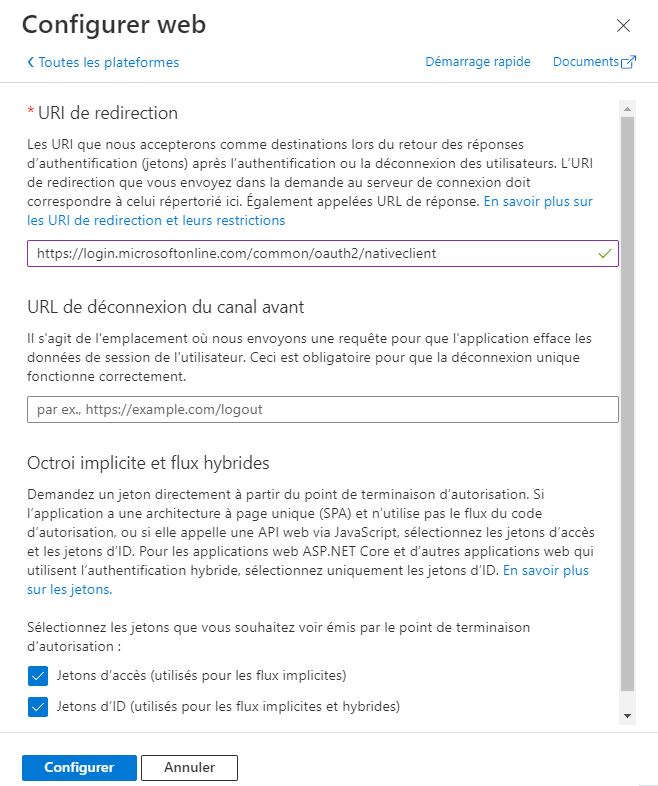 Configurer web
Toutes les plateformes
Démarrage rapide
Documents
* URI de redirection
Les URI que nous accepterons comme destinations lors du retour des réponses
d’authentification (jetons) après l’authentification ou la déconnexion des utilisateurs. L’URI
de redirection que vous envoyez dans la demande au serveur de connexion doit
correspondre à celui répertorié ici. Également appelées URL de réponse. En savoir plus sur
les URI de redirection et leurs restrictions
https://login.microsoftonline.com/common/oauth2/nativeclient
URL de déconnexion du canal avant
Il s'agit de l'emplacement où nous envoyons une requête pour que l'application efface les
données de session de l'utilisateur. Ceci est obligatoire pour que la déconnexion unique
fonctionne correctement.
par ex., https://example.com/logout
Octroi implicite et flux hybrides
Demandez un jeton directement à partir du point de terminaison d’autorisation. Si
l’application a une architecture à page unique (SPA) et n’utilise pas le flux du code
d’autorisation, ou si elle appelle une API web via JavaScript, sélectionnez les jetons d’accès
et les jetons d’ID. Pour les applications web ASP.NET Core et d’autres applications web qui
utilisent l’authentification hybride, sélectionnez uniquement les jetons d’ID. En savoir plus
sur les jetons.
Sélectionnez les jetons que vous souhaitez voir émis par le point de terminaison
d'autorisation :
Jetons d’accès (utilisés pour les flux implicites)
Jetons d’ID (utilisés pour les flux implicites et hybrides)
Configurer
Annuler